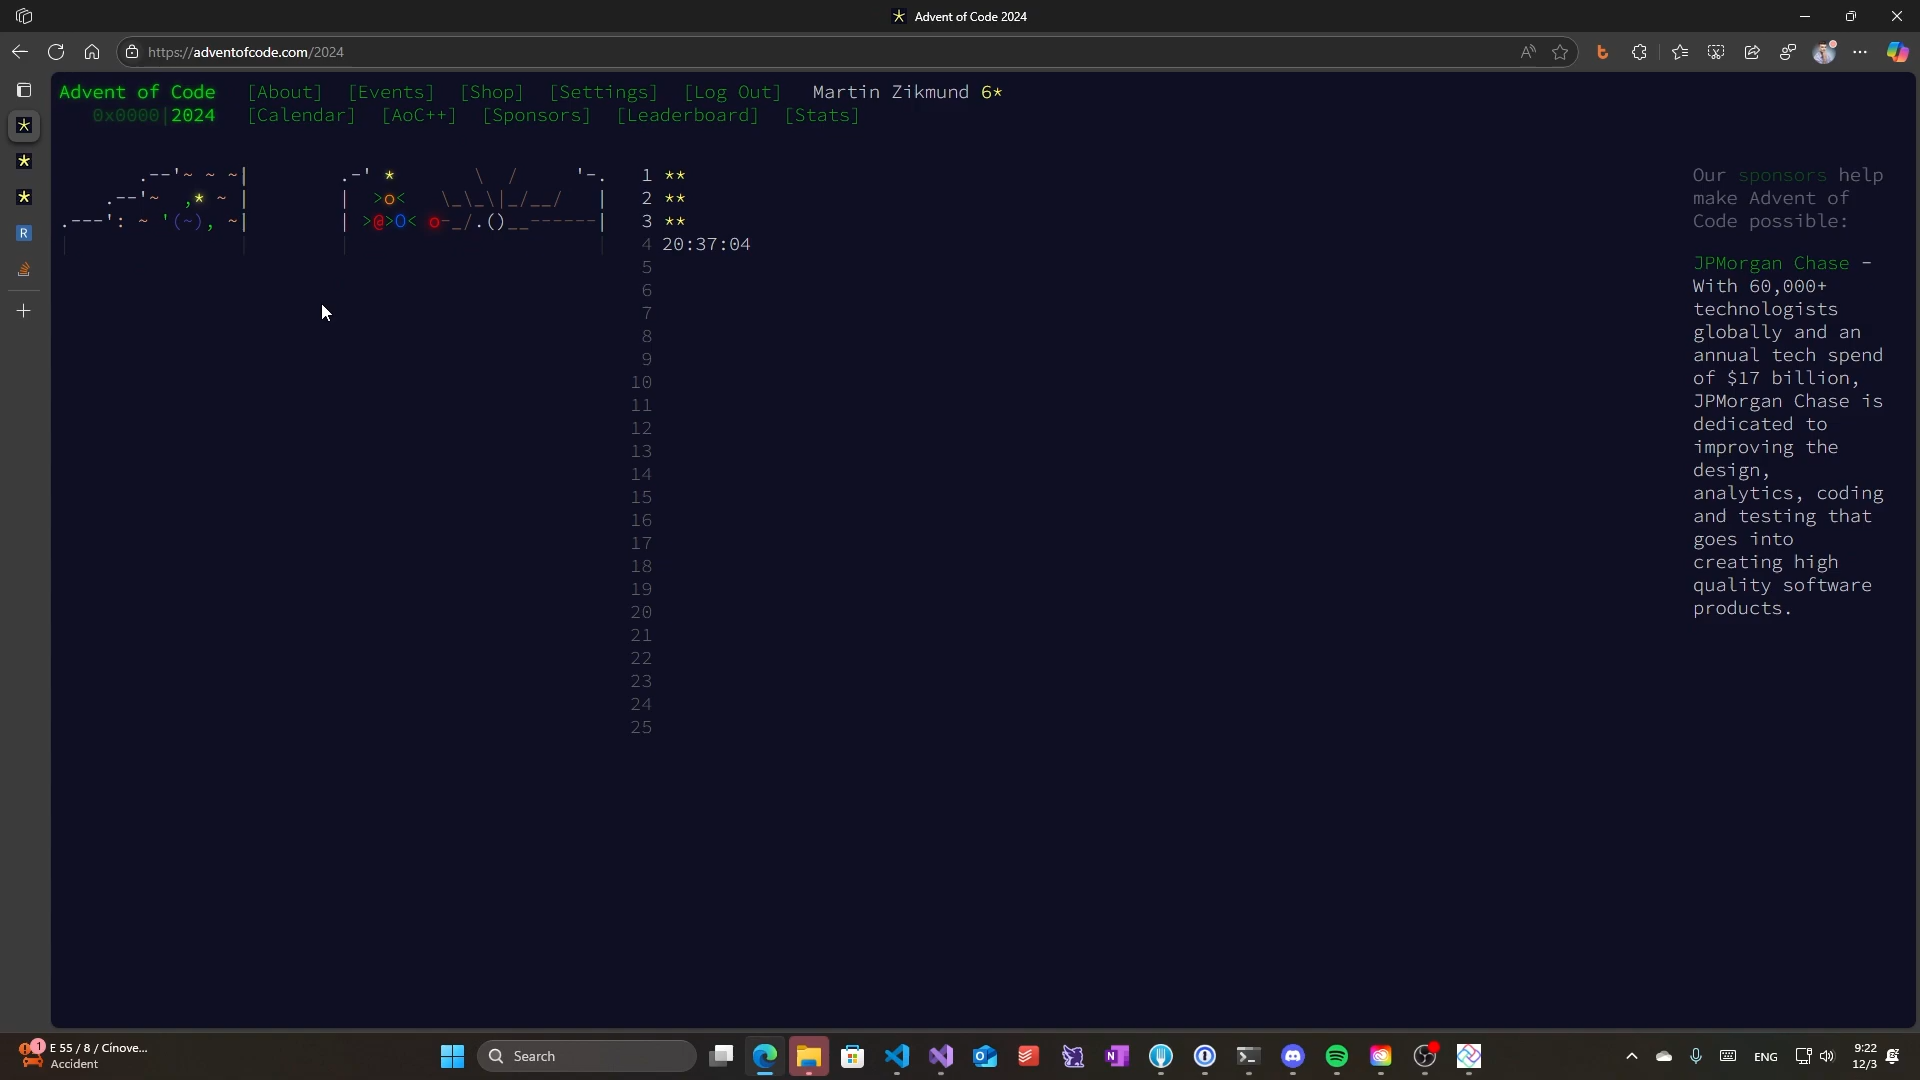 Advent of Code 2024
https://adventofcode.com/2024
Advent of Code [About] [Events] [Shop] [Settings] [Log Out] Martin Zikmund 6*
0x0000|2024 [Calendar] [AoC++] [Sponsors] [Leaderboard] [Stats]
.--'~ ~ ~| .-' * \ / '-. 1 **
.--'~ ,* ~ | | >o< \_\_\|_/__/ | 2 **
.---': ~ '(~), ~| | >@>O< o-_/.()__------| 3 **
4 20:37:04
5
6
7
8
9
10
11
12
13
14
15
16
17
18
19
20
21
22
23
24
25
Our sponsors help
make Advent of
Code possible:
JPMorgan Chase -
With 60,000+
technologists
globally and an
annual tech spend
of $17 billion,
JPMorgan Chase is
dedicated to
improving the
design,
analytics, coding
and testing that
goes into
creating high
quality software
products.
E 55 / 8 / Cínove...
Accident
Search
ENG
9:22
12/3